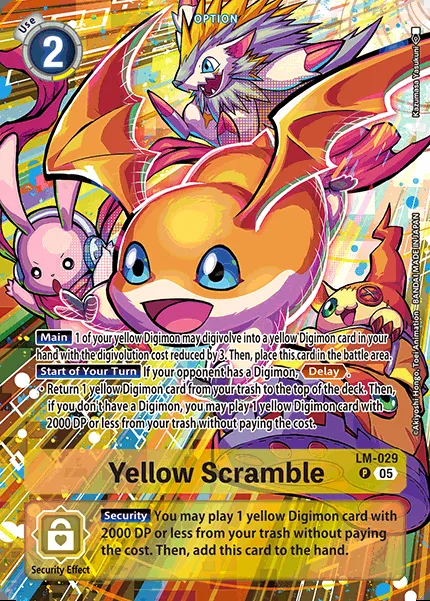 OPTION
Use
2
Kazumasa Yasukuni
Main 1 of your yellow Digimon may digivolve into a yellow Digimon card in your
hand with the digivolution cost reduced by 3. Then, place this card in the battle area.
Start of Your Turn If your opponent has a Digimon, Delay .
• Return 1 yellow Digimon card from your trash to the top of the deck. Then,
if you don't have a Digimon, you may play 1 yellow Digimon card with
2000 DP or less from your trash without paying the cost.
©Akiyoshi Hongo, Toei Animation • BANDAI MADE IN JAPAN
LM-029
Yellow Scramble
P 05
Security You may play 1 yellow Digimon card with
2000 DP or less from your trash without paying
the cost. Then, add this card to the hand.
Security Effect